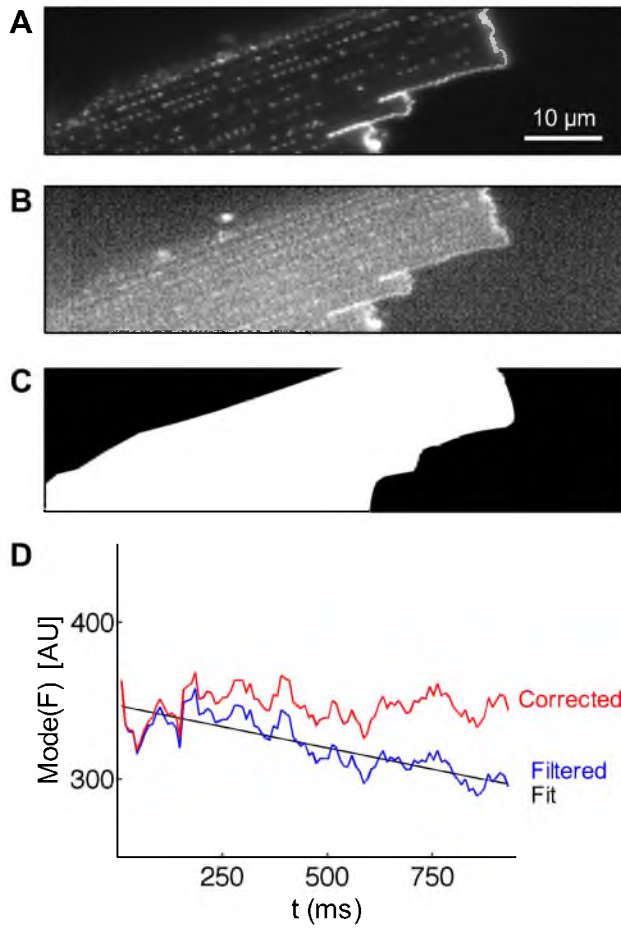 A
10 µm
B
C
D
Mode(F) [AU]
400
300
Corrected
Filtered
Fit
250
500
750
t (ms)